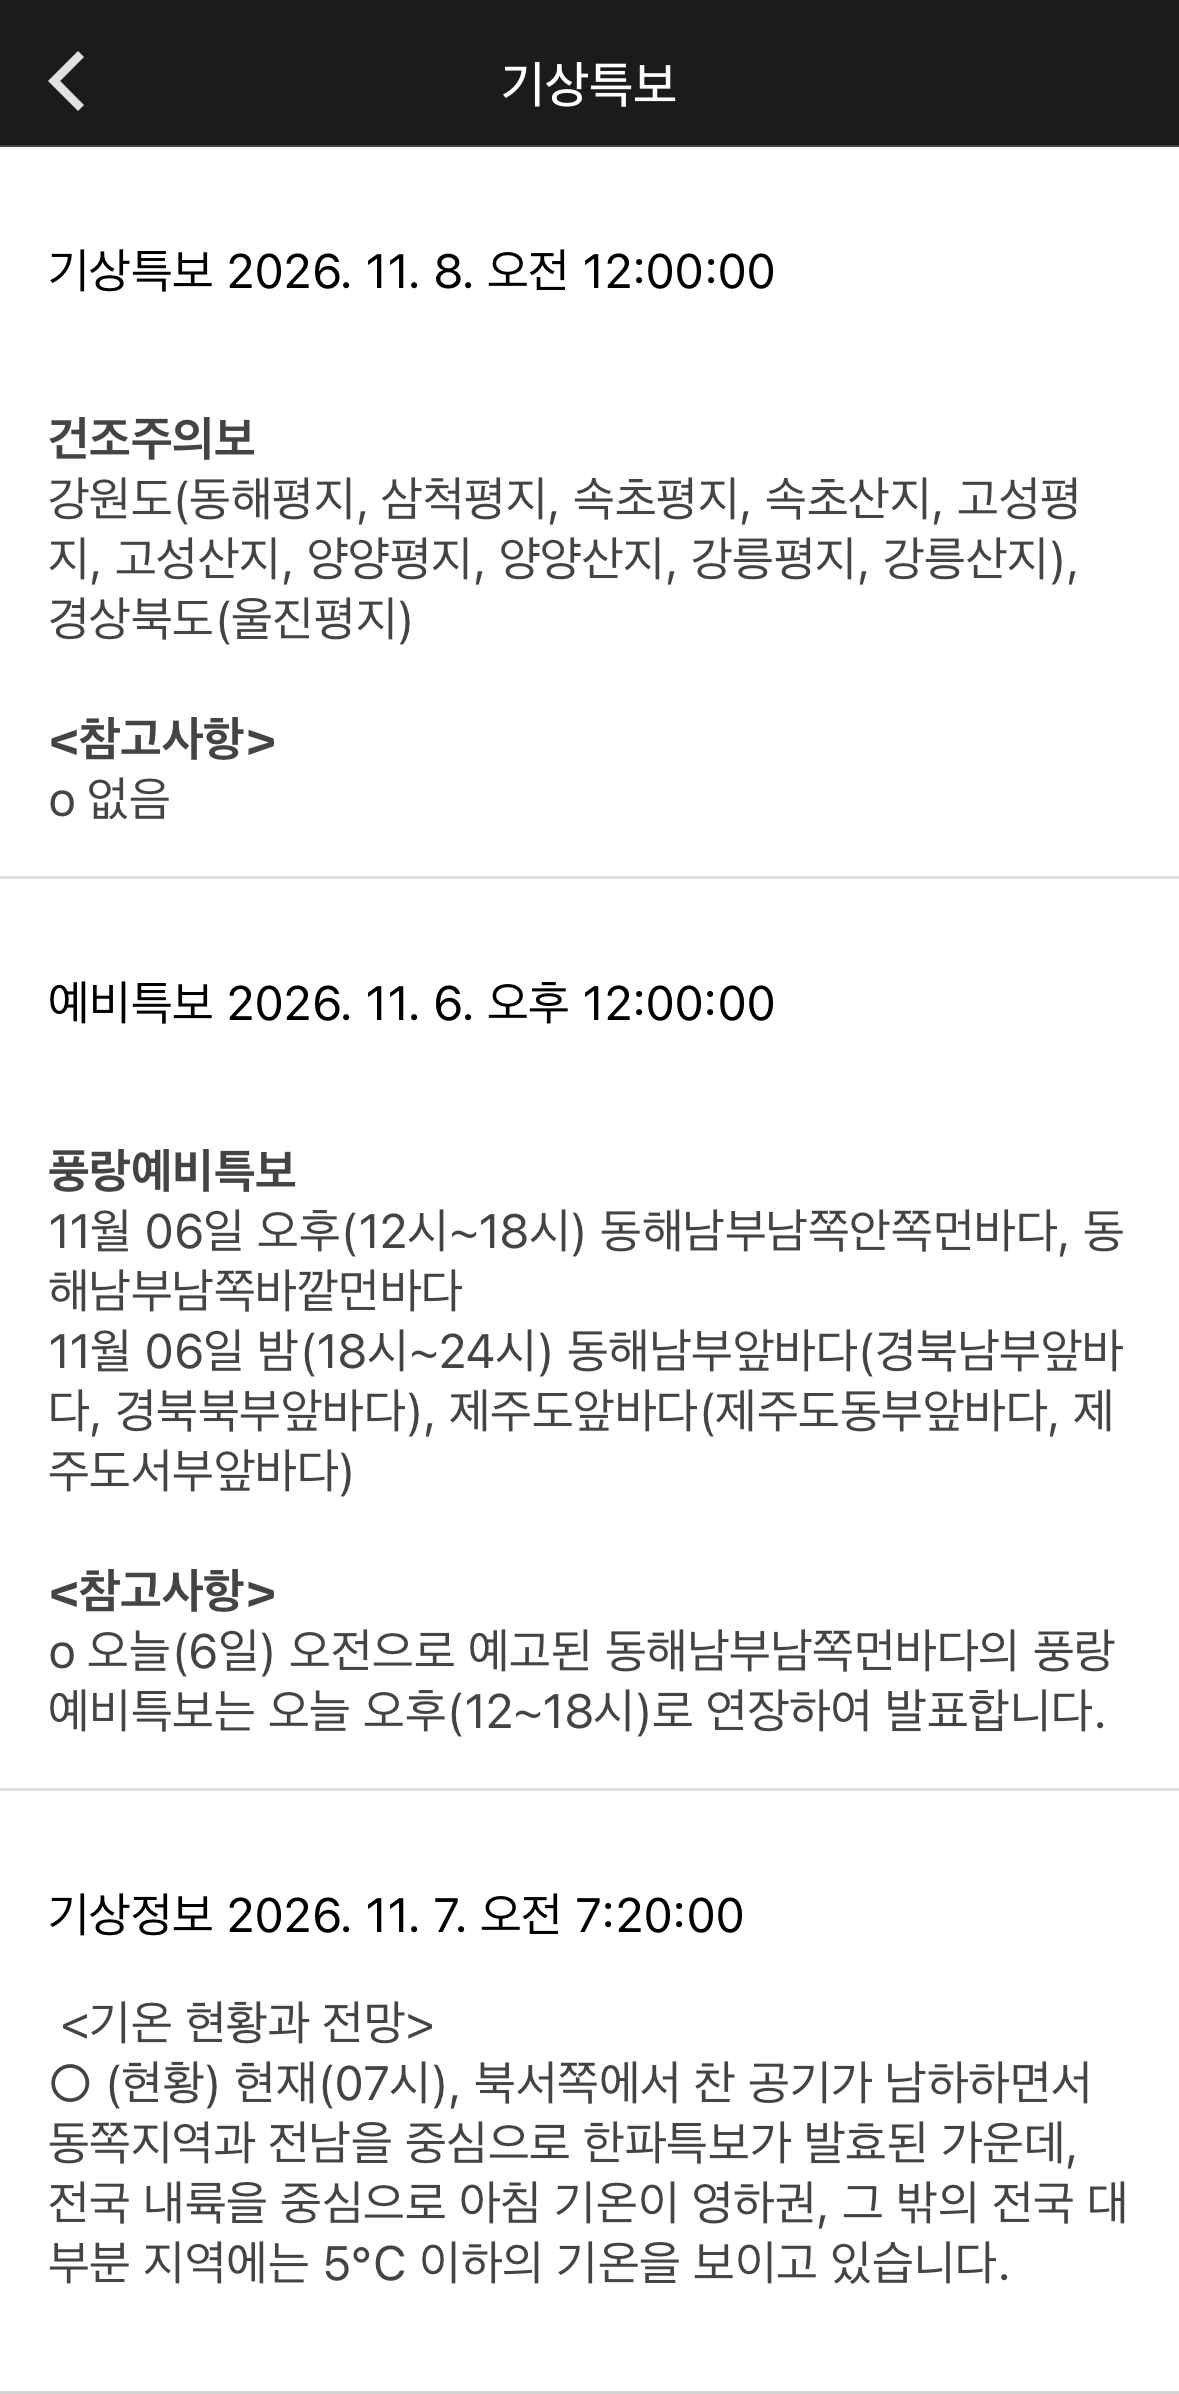 기상특보
기상특보 2026. 11. 8. 오전 12:00:00
건조주의보
강원도(동해평지, 삼척평지, 속초평지, 속초산지, 고성평
지, 고성산지, 양양평지, 양양산지, 강릉평지, 강릉산지),
경상북도(울진평지)
<참고사항>
o 없음
예비특보 2026. 11. 6. 오후 12:00:00
풍랑예비특보
11월 06일 오후(12시~18시) 동해남부남쪽안쪽먼바다, 동
해남부남쪽바깥먼바다
11월 06일 밤(18시~24시) 동해남부앞바다(경북남부앞바
다, 경북북부앞바다), 제주도앞바다(제주도동부앞바다, 제
주도서부앞바다)
<참고사항>
o 오늘(6일) 오전으로 예고된 동해남부남쪽먼바다의 풍랑
예비특보는 오늘 오후(12~18시)로 연장하여 발표합니다.
기상정보 2026. 11. 7. 오전 7:20:00
<기온 현황과 전망>
○ (현황) 현재(07시), 북서쪽에서 찬 공기가 남하하면서
동쪽지역과 전남을 중심으로 한파특보가 발효된 가운데,
전국 내륙을 중심으로 아침 기온이 영하권, 그 밖의 전국 대
부분 지역에는 5°C 이하의 기온을 보이고 있습니다.